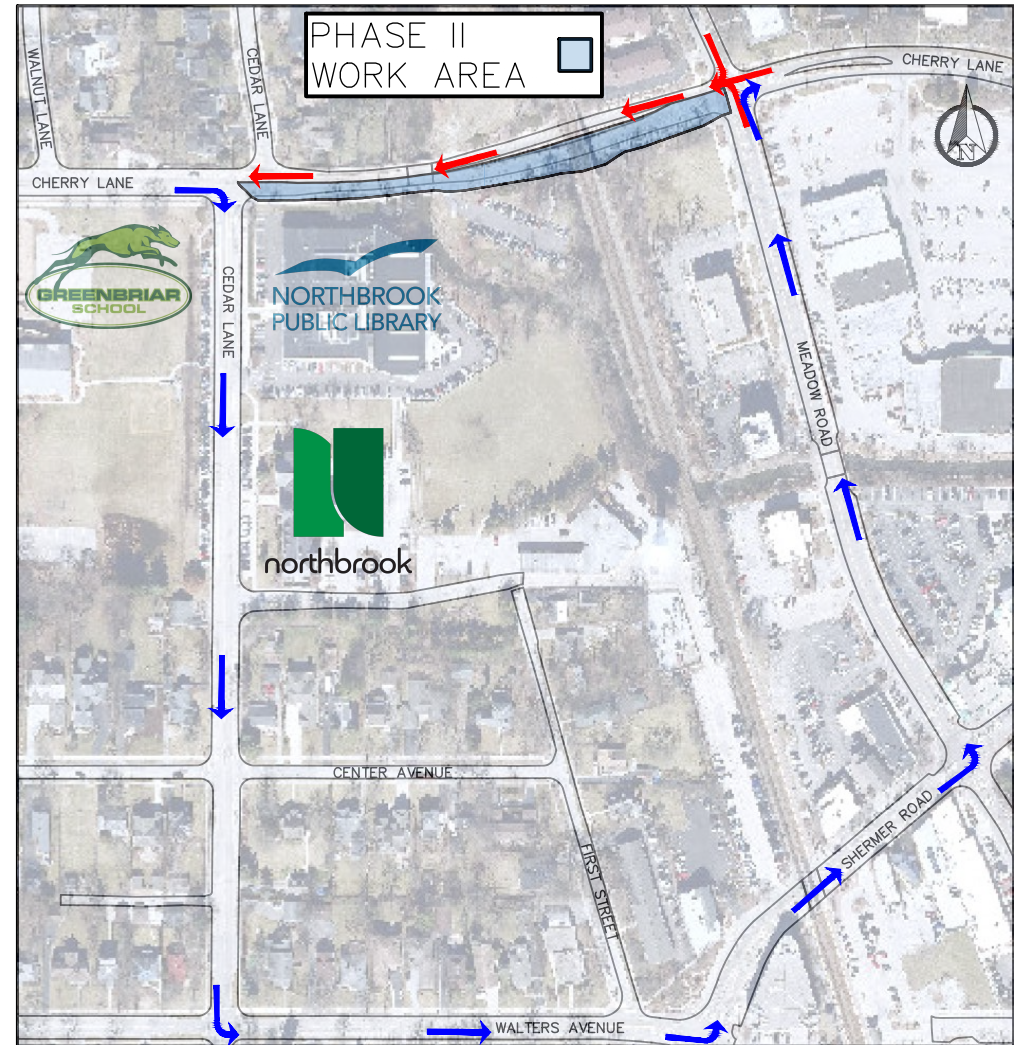 PHASE II
WORK AREA
WALNUT LANE
CEDAR LANE
CHERRY LANE
N
CHERRY LANE
GREENBRIAR
SCHOOL
CEDAR LANE
NORTHBROOK
PUBLIC LIBRARY
MEADOW ROAD
northbrook
CENTER AVENUE
FIRST STREET
SHERMER ROAD
WALTERS AVENUE